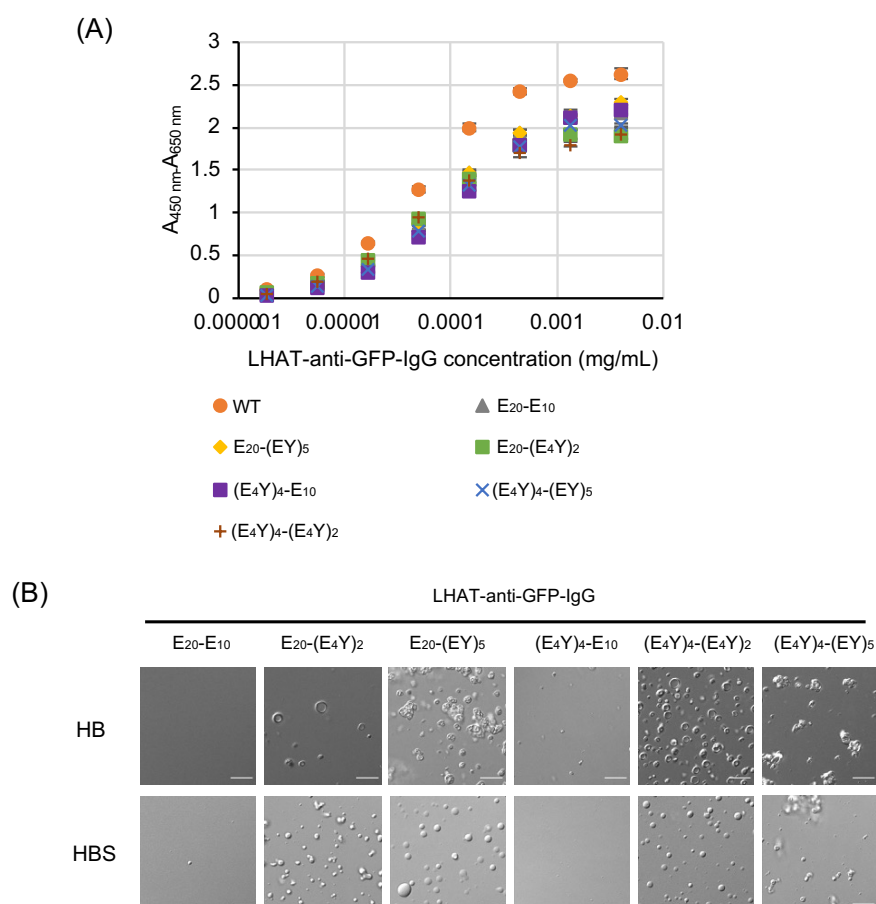 (A)
3
2.5
2
1.5
1
0.5
0
A450 nm-A650 nm
0.000001 0.00001 0.0001 0.001 0.01
LHAT-anti-GFP-IgG concentration (mg/mL)
WT E20-E10
E20-(EY)5 E20-(E4Y)2
(E4Y)4-E10 (E4Y)4-(EY)5
(E4Y)4-(E4Y)2
(B)
LHAT-anti-GFP-IgG
E20-E10 E20-(E4Y)2 E20-(EY)5 (E4Y)4-E10 (E4Y)4-(E4Y)2 (E4Y)4-(EY)5
HB
HBS